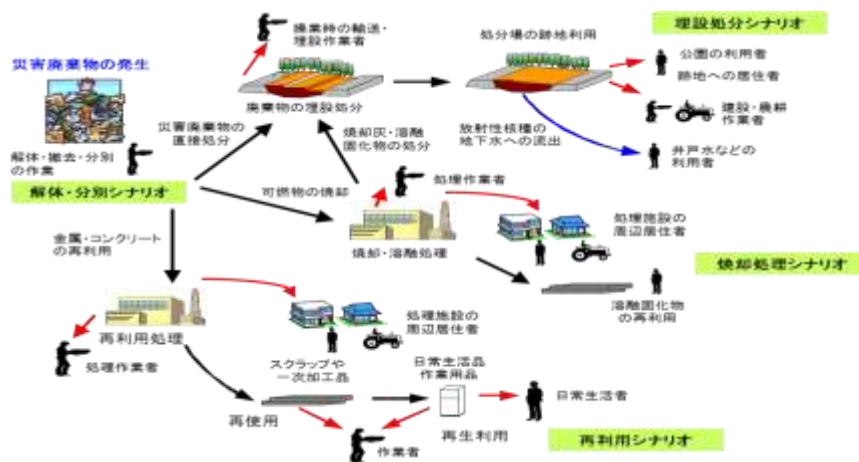 操業時の輸送・
埋設作業者
処分場の跡地利用
埋設処分シナリオ
公園の利用者
跡地への居住者
災害廃棄物の発生
廃棄物の埋設処分
建設・農耕
作業者
災害廃棄物の
直接処分
焼却灰・溶融
固化物の処分
放射性核種の
地下水への流出
井戸水などの
利用者
解体・撤去・分別
の作業
解体・分別シナリオ
可燃物の焼却
処理作業者
処理施設の
周辺居住者
金属・コンクリート
の再利用
焼却・溶融処理
焼却処理シナリオ
溶融固化物
の再利用
処理施設の
周辺居住者
再利用処理
処理作業者
スクラップや
一次加工品
日常生活品
作業用品
日常生活者
再使用
再生利用
再利用シナリオ
作業者